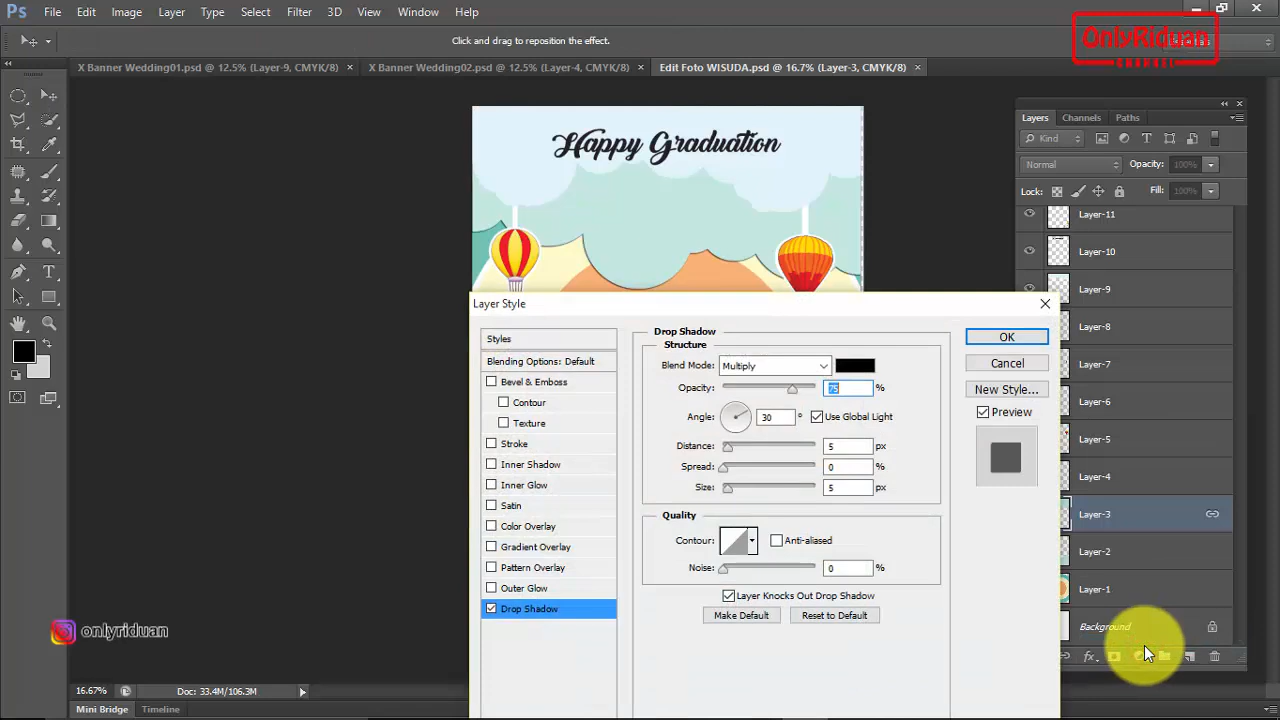 Ps File Edit Image Layer Type Select Filter 3D View Window Help
Click and drag to reposition the effect.
OnlyRiduan
X Banner Wedding01.psd @ 12.5% (Layer-9, CMYK/8) × X Banner Wedding02.psd @ 12.5% (Layer-4, CMYK/8) × Edit Foto WISUDA.psd @ 16.7% (Layer-3, CMYK/8) ×
Happy Graduation
Layers Channels Paths
Kind
Normal Opacity: 100%
Lock: Fill: 100%
Layer-11
Layer-10
Layer-9
Layer-8
Layer-7
Layer-6
Layer-5
Layer-4
Layer-3
Layer-2
Layer-1
Background
fx
Layer Style
Styles
Blending Options: Default
Bevel & Emboss
Contour
Texture
Stroke
Inner Shadow
Inner Glow
Satin
Color Overlay
Gradient Overlay
Pattern Overlay
Outer Glow
Drop Shadow
Drop Shadow
Structure
Blend Mode: Multiply
Opacity: 75 %
Angle: 30 ° Use Global Light
Distance: 5 px
Spread: 0 %
Size: 5 px
Quality
Contour: Anti-aliased
Noise: 0 %
Layer Knocks Out Drop Shadow
Make Default Reset to Default
OK
Cancel
New Style...
Preview
onlyriduan
16.67% Doc: 33.4M/106.3M
Mini Bridge Timeline